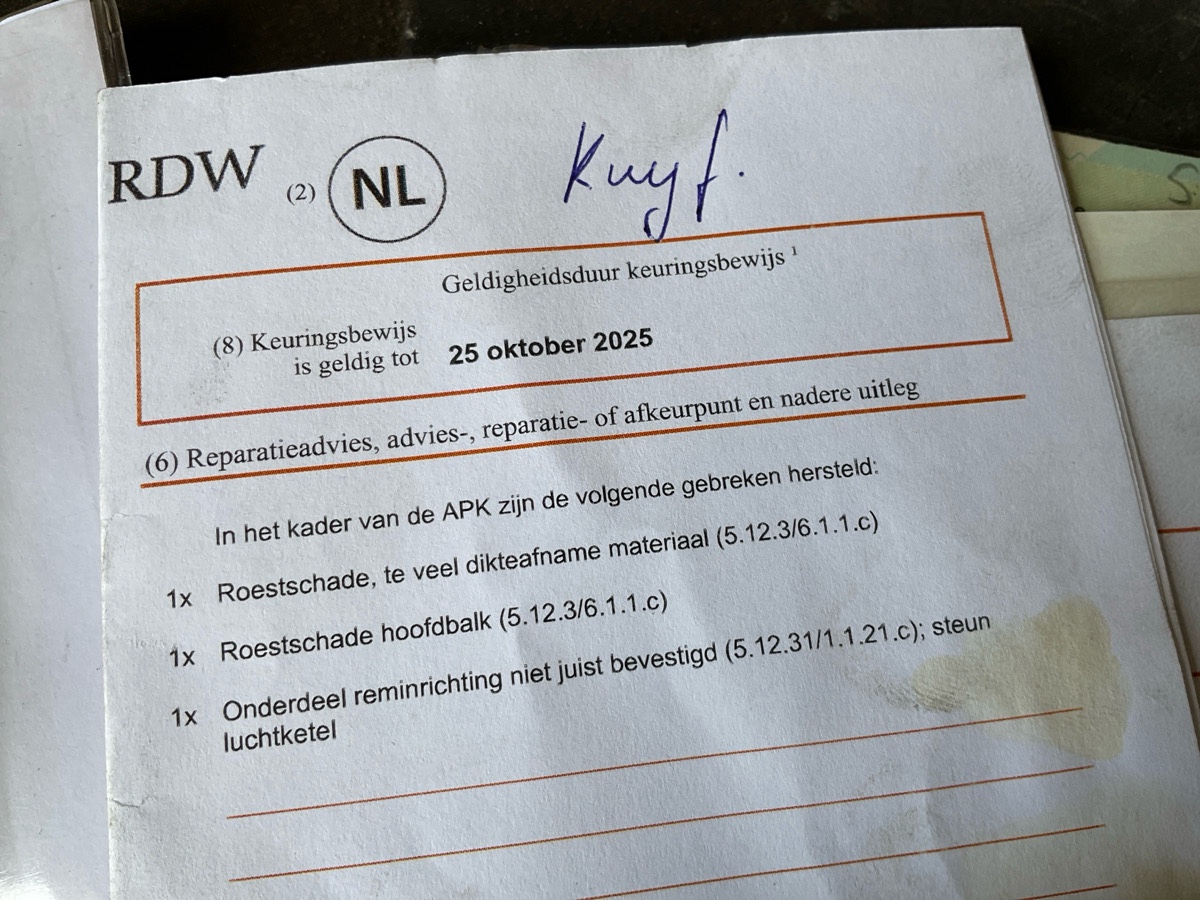 RDW (2) NL Kuyf.
Geldigheidsduur keuringsbewijs ¹
(8) Keuringsbewijs
is geldig tot 25 oktober 2025
(6) Reparatieadvies, advies-, reparatie- of afkeurpunt en nadere uitleg
In het kader van de APK zijn de volgende gebreken hersteld:
1x Roestschade, te veel dikteafname materiaal (5.12.3/6.1.1.c)
1x Roestschade hoofdbalk (5.12.3/6.1.1.c)
1x Onderdeel reminrichting niet juist bevestigd (5.12.31/1.1.21.c); steun
luchtketel